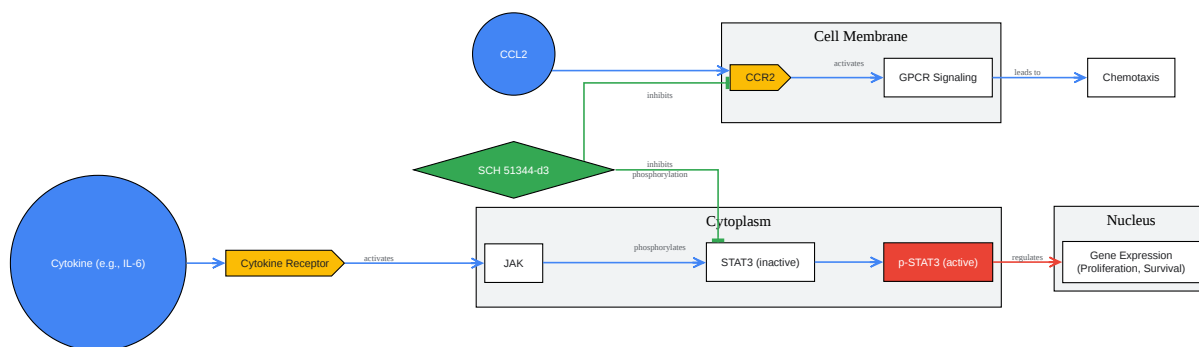 CCL2
Cell Membrane
CCR2
activates
GPCR Signaling
leads to
Chemotaxis
inhibits
SCH 51344-d3
inhibits
phosphorylation
Cytoplasm
Nucleus
Cytokine (e.g., IL-6)
Cytokine Receptor
activates
JAK
phosphorylates
STAT3 (inactive)
p-STAT3 (active)
regulates
Gene Expression
(Proliferation, Survival)